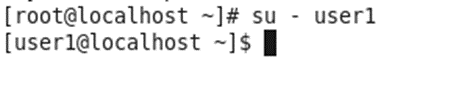 [root@localhost ~]# su - user1
[user1@localhost ~]$